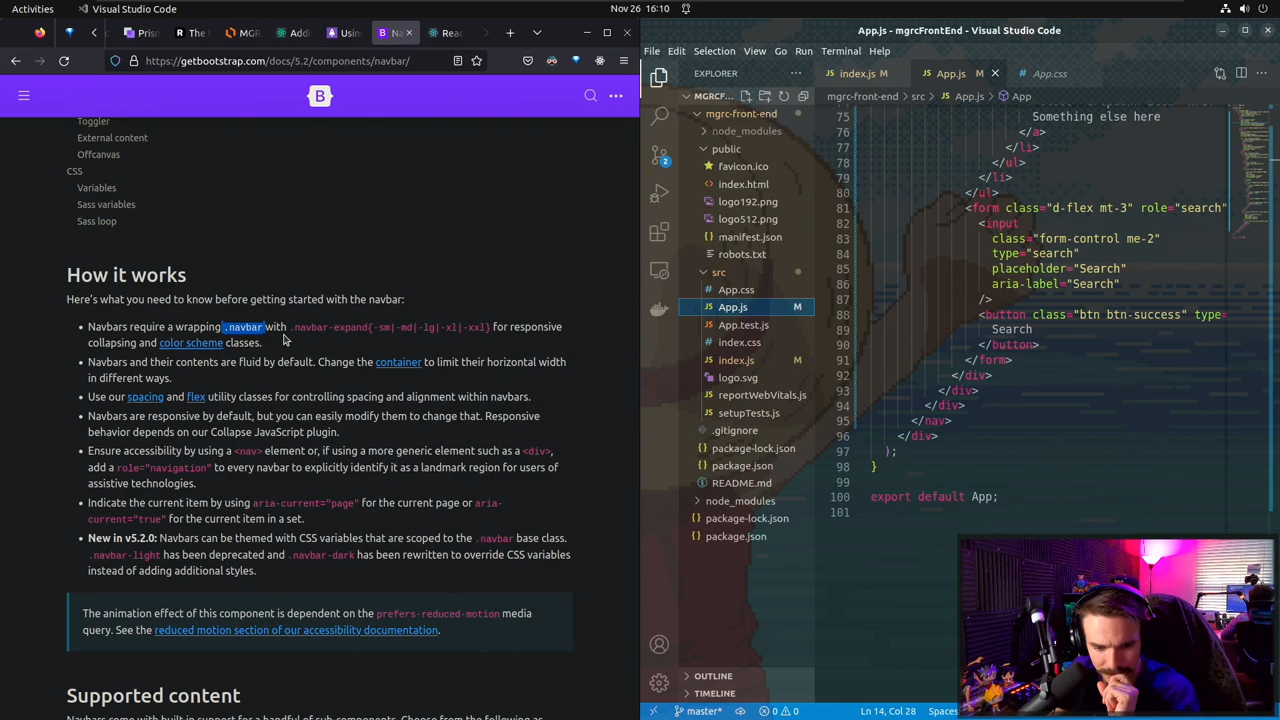 Activities
Visual Studio Code
Nov 26 16:10
Prisn
The I
MGR
Addi
Using
Na
Rea
https://getbootstrap.com/docs/5.2/components/navbar/
B
Toggler
External content
Offcanvas
CSS
Variables
Sass variables
Sass loop
How it works
Here's what you need to know before getting started with the navbar:
Navbars require a wrapping .navbar with .navbar-expand{-sm|-md|-lg|-xl|-xxl} for responsive
collapsing and color scheme classes.
Navbars and their contents are fluid by default. Change the container to limit their horizontal width
in different ways.
Use our spacing and flex utility classes for controlling spacing and alignment within navbars.
Navbars are responsive by default, but you can easily modify them to change that. Responsive
behavior depends on our Collapse JavaScript plugin.
Ensure accessibility by using a <nav> element or, if using a more generic element such as a <div>,
add a role="navigation" to every navbar to explicitly identify it as a landmark region for users of
assistive technologies.
Indicate the current item by using aria-current="page" for the current page or aria-
current="true" for the current item in a set.
New in v5.2.0: Navbars can be themed with CSS variables that are scoped to the .navbar base class.
.navbar-light has been deprecated and .navbar-dark has been rewritten to override CSS variables
instead of adding additional styles.
The animation effect of this component is dependent on the prefers-reduced-motion media
query. See the reduced motion section of our accessibility documentation.
Supported content
App.js - mgrcFrontEnd - Visual Studio Code
File Edit Selection View Go Run Terminal Help
EXPLORER
MGRCF...
mgrc-front-end
node_modules
public
favicon.ico
index.html
logo192.png
logo512.png
manifest.json
robots.txt
src
App.css
App.js M
App.test.js
index.css
index.js M
logo.svg
reportWebVitals.js
setupTests.js
.gitignore
package-lock.json
package.json
README.md
node_modules
package-lock.json
package.json
OUTLINE
TIMELINE
2
index.js M
App.js M
App.css
mgrc-front-end > src > App.js > App
75 Something else here
76 </a>
77 </li>
78 </ul>
79 </li>
80 </ul>
81 <form class="d-flex mt-3" role="search"
82 <input
83 class="form-control me-2"
84 type="search"
85 placeholder="Search"
86 aria-label="Search"
87 />
88 <button class="btn btn-success" type=
89 Search
90 </button>
91 </form>
92 </div>
93 </div>
94 </div>
95 </nav>
96 </div>
97 );
98 }
99
100 export default App;
101
master* 0 0 Ln 14, Col 28 Spaces